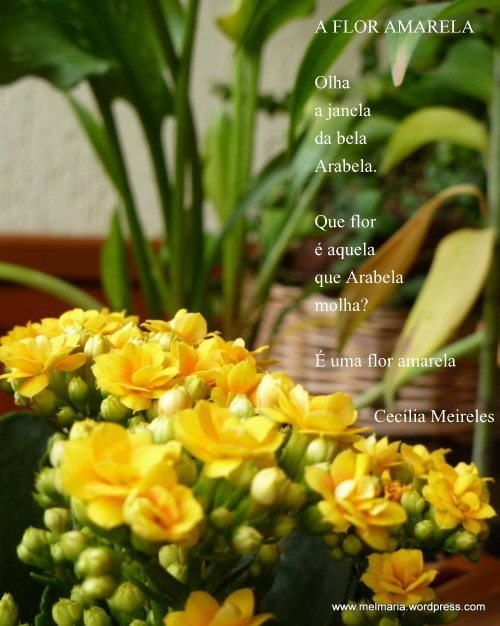 A FLOR AMARELA
Olha
a janela
da bela
Arabela.
Que flor
é aquela
que Arabela
molha?
É uma flor amarela
Cecília Meireles
www.melmaria.wordpress.com